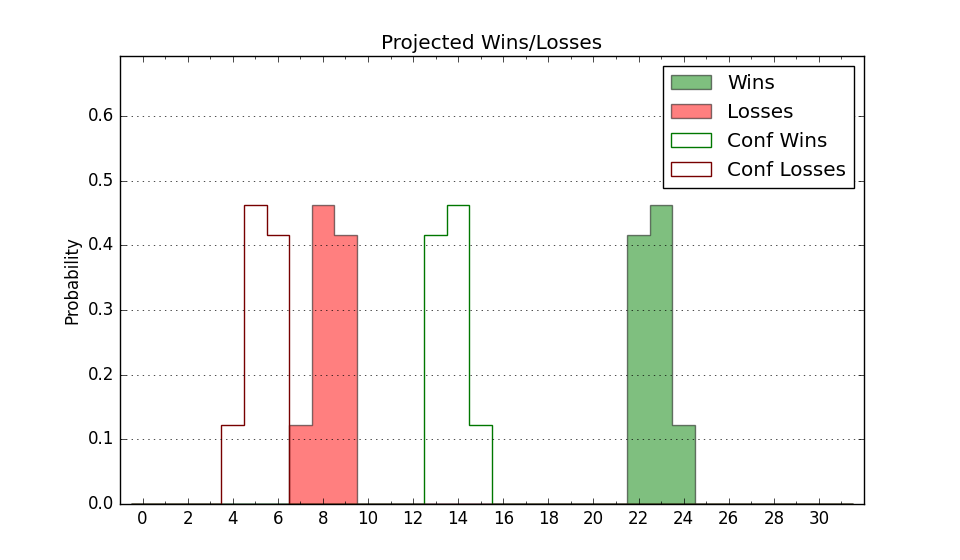 Projected Wins/Losses
Wins
Losses
Conf Wins
Conf Losses
Probability
0.6
0.5
0.4
0.3
0.2
0.1
0.0
0 2 4 6 8 10 12 14 16 18 20 22 24 26 28 30